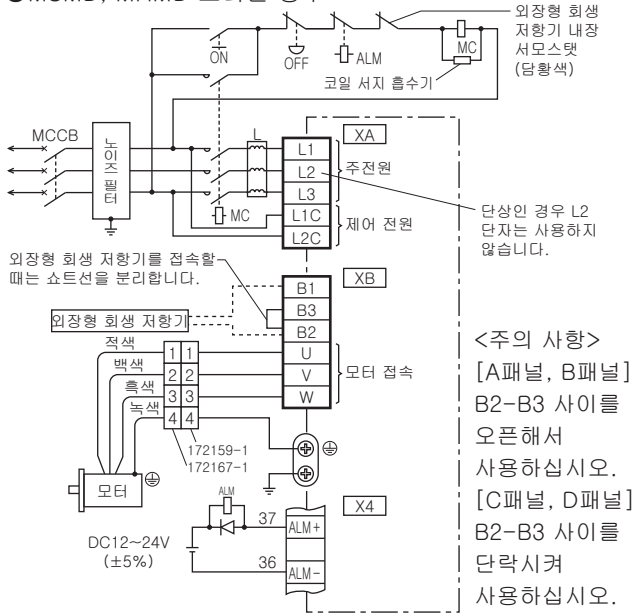 외장형 회생
저항기 내장
서모스탯
(담황색)
ON
OFF
ALM
MC
코일 서지 흡수기
MCCB
노이즈 필터
L
MC
XA
L1
L2
L3
L1C
L2C
주전원
제어 전원
단상인 경우 L2
단자는 사용하지
않습니다.
외장형 회생 저항기를 접속할
때는 쇼트선을 분리합니다.
외장형 회생 저항기
XB
B1
B3
B2
U
V
W
모터 접속
적색
백색
흑색
녹색
1 1
2 2
3 3
4 4
172159-1
172167-1
모터
<주의 사항>
[A패널, B패널]
B2-B3 사이를
오픈해서
사용하십시오.
[C패널, D패널]
B2-B3 사이를
단락시켜
사용하십시오.
X4
ALM
37
ALM+
36
ALM-
DC12~24V
(±5%)